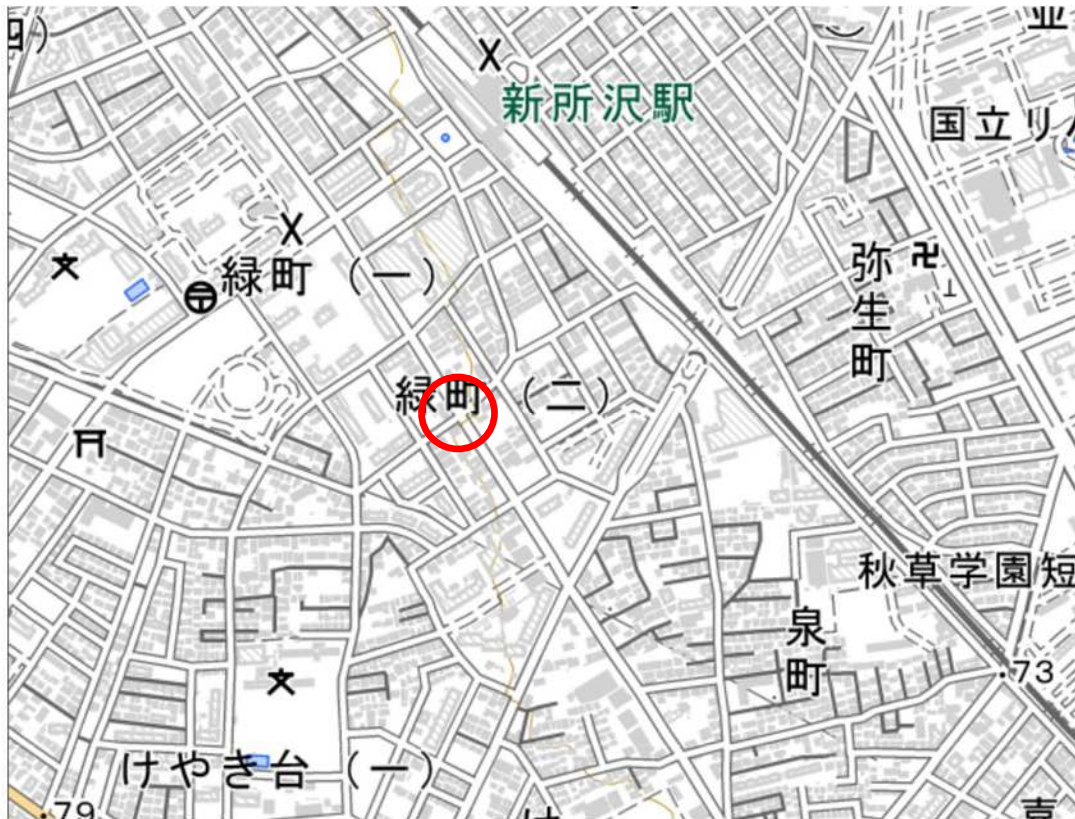 新所沢駅
国立リハ
緑町（一）
弥生町
緑町（二）
秋草学園短
泉町
.73
けやき台（一）
.79